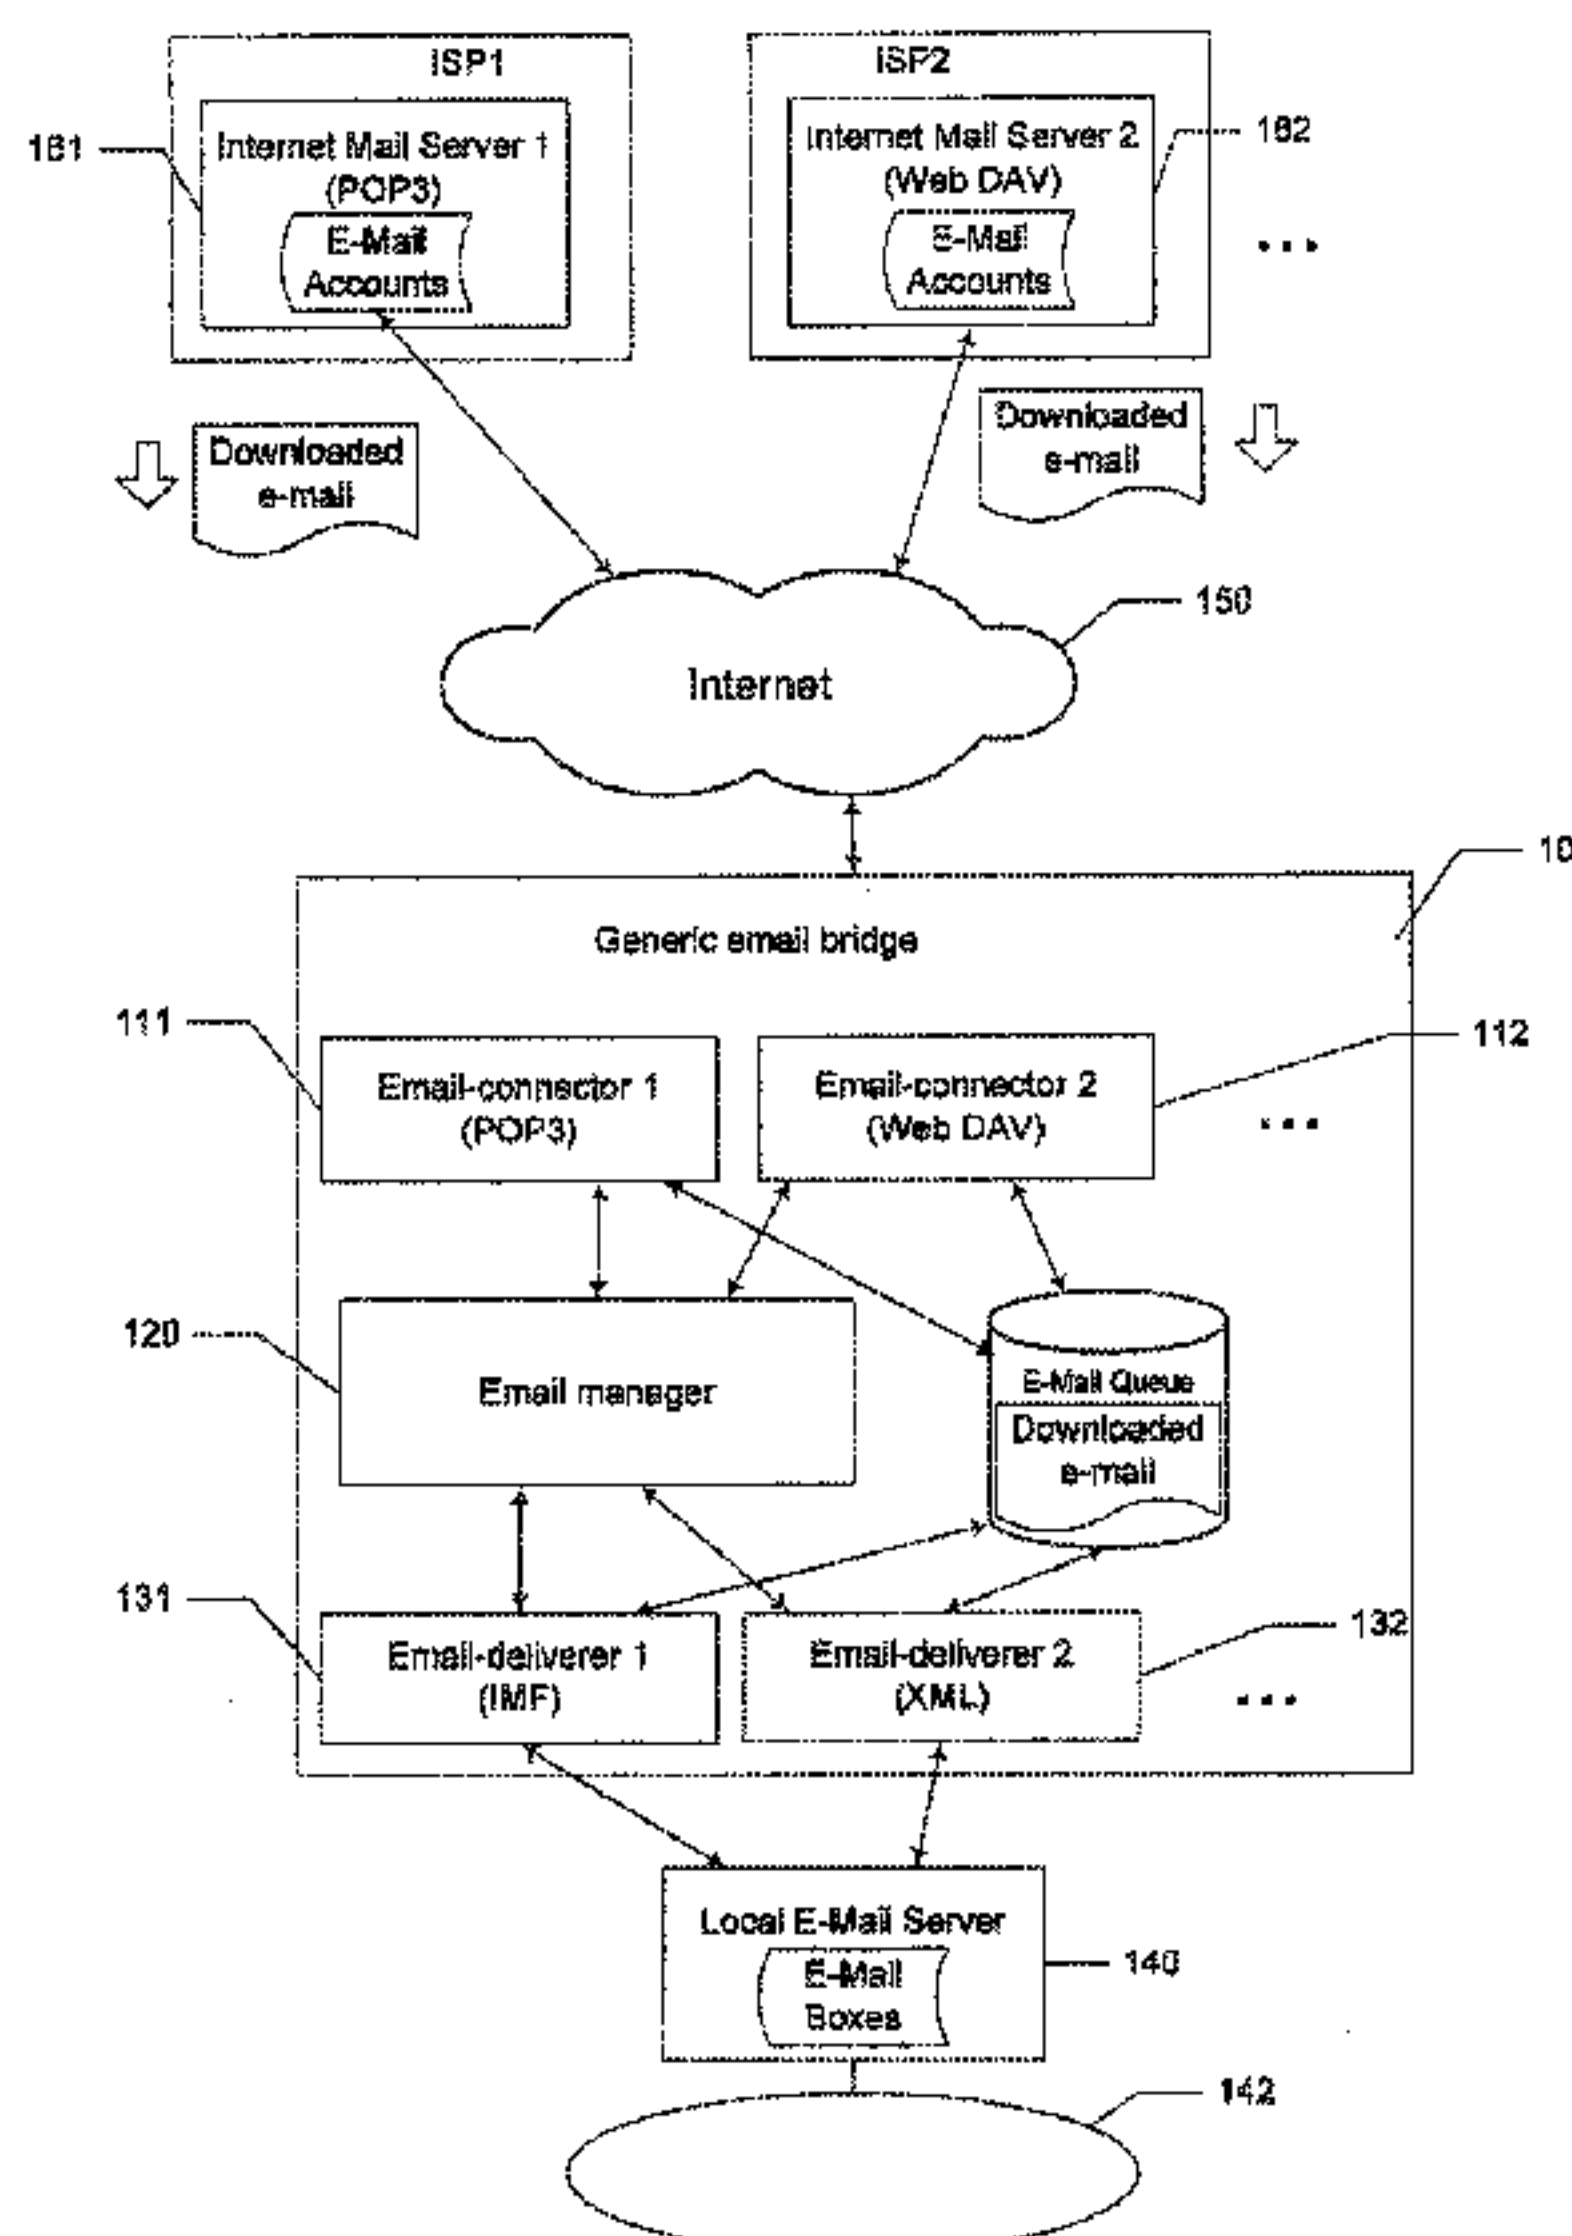 ISP1
ISP2
161
Internet Mail Server 1
(POP3)
E-Mail
Accounts
Internet Mail Server 2
(Web DAV)
E-Mail
Accounts
162
...
Downloaded
e-mail
Downloaded
e-mail
150
Internet
10
Generic email bridge
111
Email-connector 1
(POP3)
Email-connector 2
(Web DAV)
112
...
120
Email manager
E-Mail Queue
Downloaded
e-mail
131
Email-deliverer 1
(IMF)
Email-deliverer 2
(XML)
132
...
Local E-Mail Server
E-Mail
Boxes
140
142